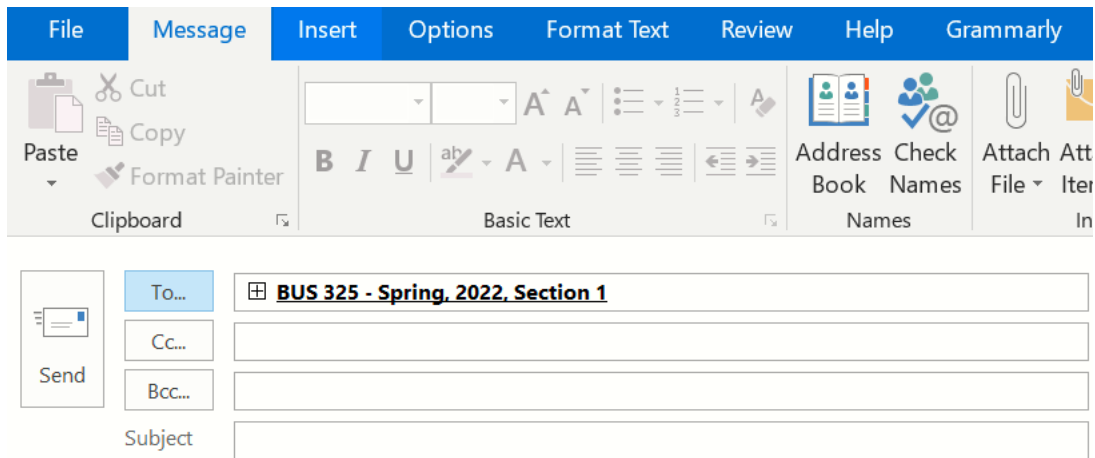 File Message Insert Options Format Text Review Help Grammarly
Cut
Copy
Paste
Format Painter
B I U ab A
Address Book
Check Names
Attach File
Clipboard
Basic Text
Names
To...
BUS 325 - Spring, 2022, Section 1
Cc...
Send
Bcc...
Subject